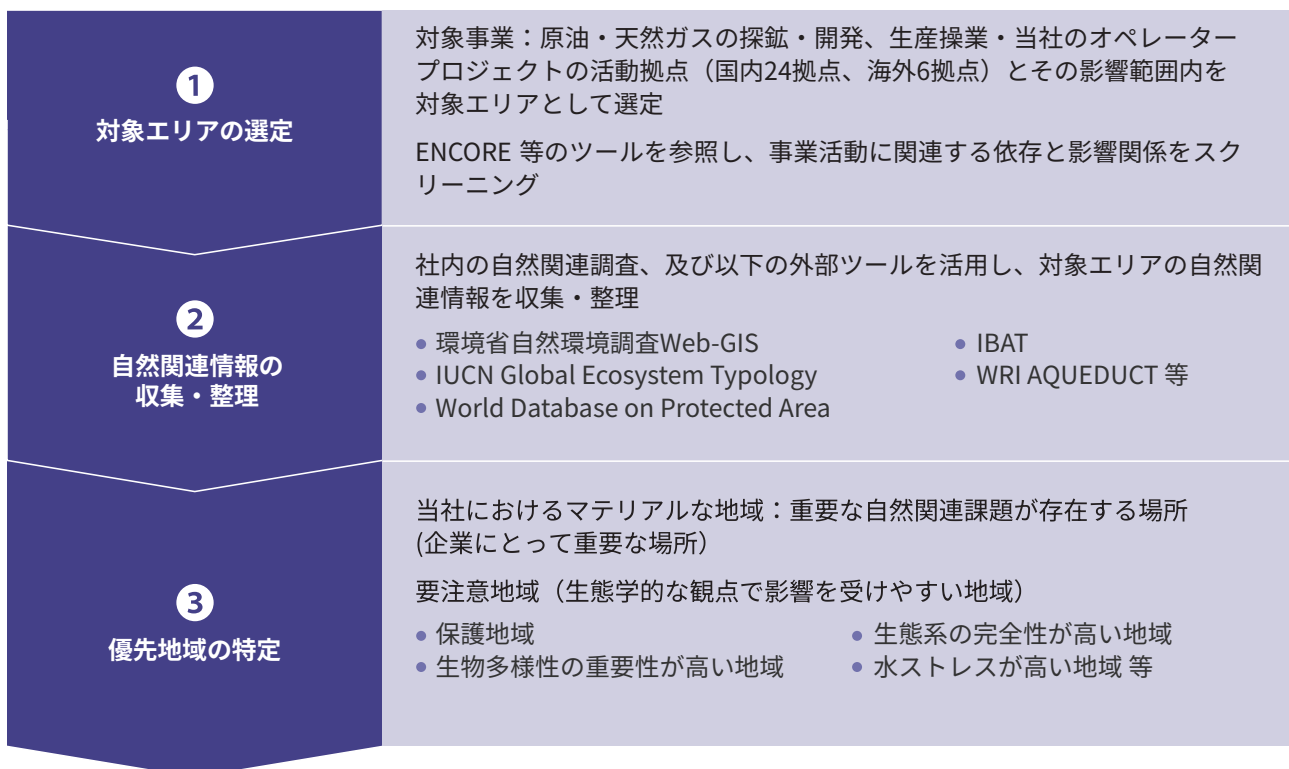 1
対象エリアの選定
対象事業：原油・天然ガスの探鉱・開発、生産操業・当社のオペレーター
プロジェクトの活動拠点（国内24拠点、海外6拠点）とその影響範囲内を
対象エリアとして選定
ENCORE 等のツールを参照し、事業活動に関連する依存と影響関係をスク
リーニング
2
自然関連情報の
収集・整理
社内の自然関連調査、及び以下の外部ツールを活用し、対象エリアの自然関
連情報を収集・整理
• 環境省自然環境調査Web-GIS
• IUCN Global Ecosystem Typology
• World Database on Protected Area
• IBAT
• WRI AQUEDUCT 等
3
優先地域の特定
当社におけるマテリアルな地域：重要な自然関連課題が存在する場所
(企業にとって重要な場所）
要注意地域（生態学的な観点で影響を受けやすい地域）
• 保護地域
• 生物多様性の重要性が高い地域
• 生態系の完全性が高い地域
• 水ストレスが高い地域 等